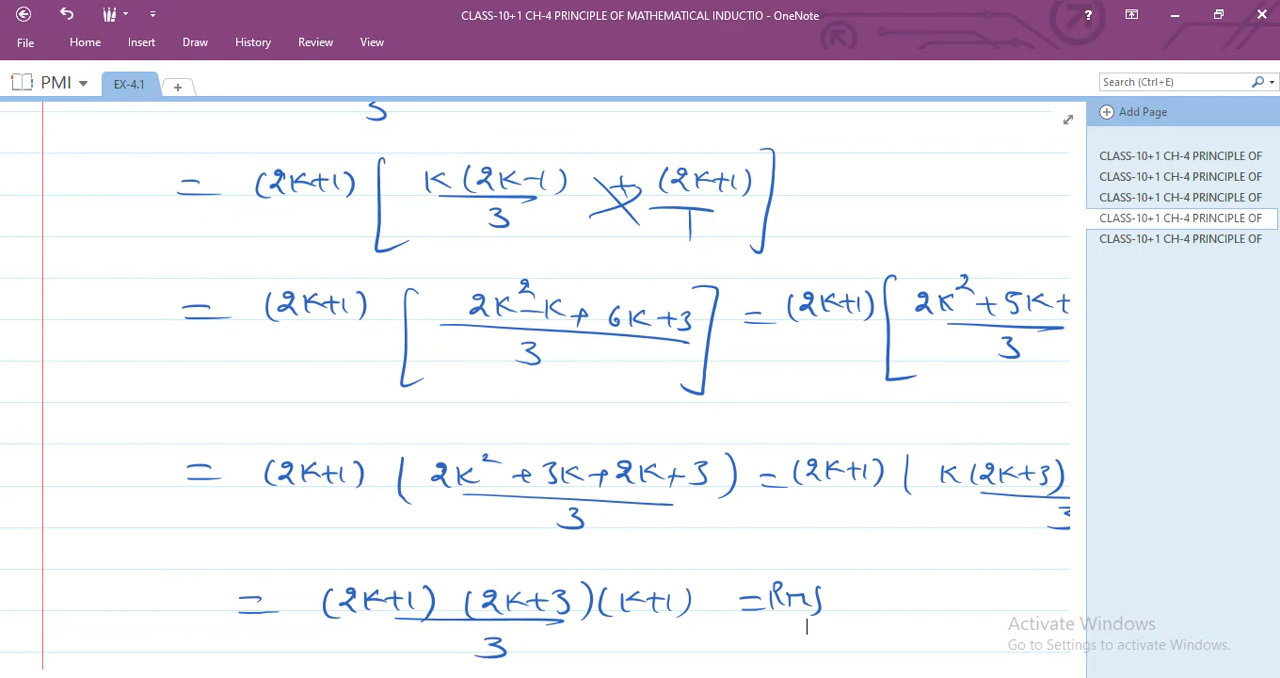 CLASS-10+1 CH-4 PRINCIPLE OF MATHEMATICAL INDUCTIO - OneNote
?
File Home Insert Draw History Review View
PMI EX-4.1 +
Search (Ctrl+E)
Add Page
CLASS-10+1 CH-4 PRINCIPLE OF
CLASS-10+1 CH-4 PRINCIPLE OF
CLASS-10+1 CH-4 PRINCIPLE OF
CLASS-10+1 CH-4 PRINCIPLE OF
CLASS-10+1 CH-4 PRINCIPLE OF
3
= (2K+1) [ K(2K-1)/3 + (2K+1)/1 ]
= (2K+1) [ 2K²-K+6K+3/3 ] = (2K+1) [ 2K²+5K+/3
= (2K+1) ( 2K²+3K+2K+3/3 ) = (2K+1) ( K(2K+3)/3
= (2K+1)(2K+3)(K+1)/3 = RHS
Activate Windows
Go to Settings to activate Windows.